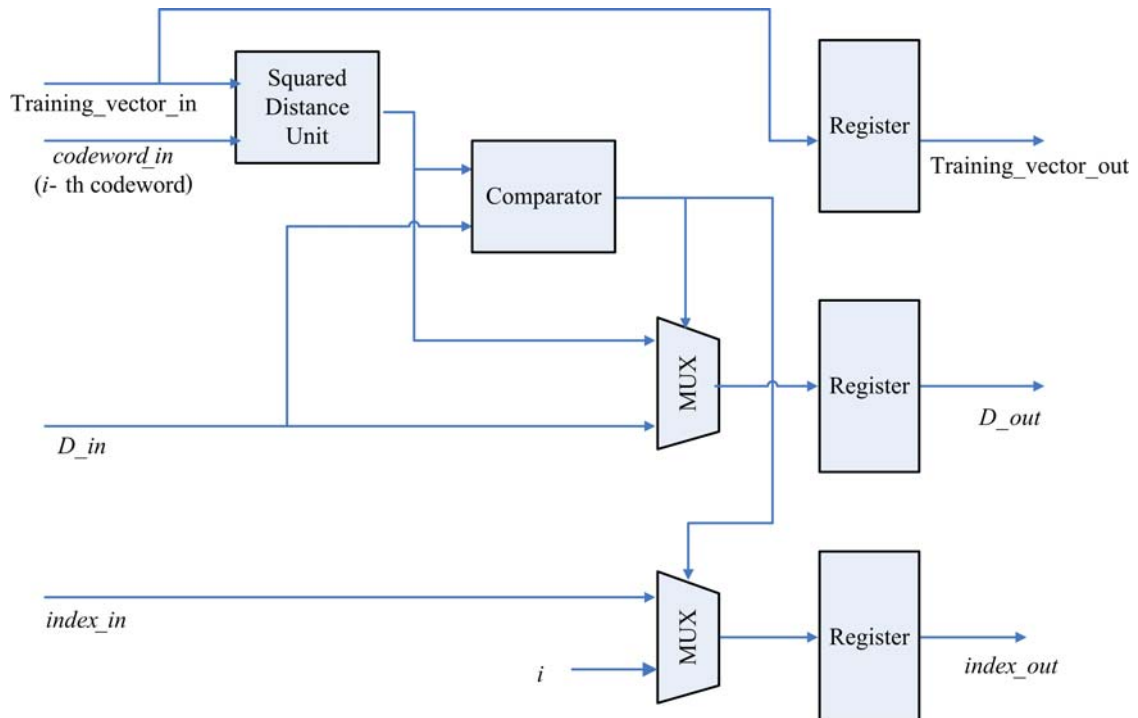 Training_vector_in
codeword_in
(i- th codeword)
Squared
Distance
Unit
Comparator
Register
Training_vector_out
MUX
Register
D_in
D_out
index_in
i
MUX
Register
index_out